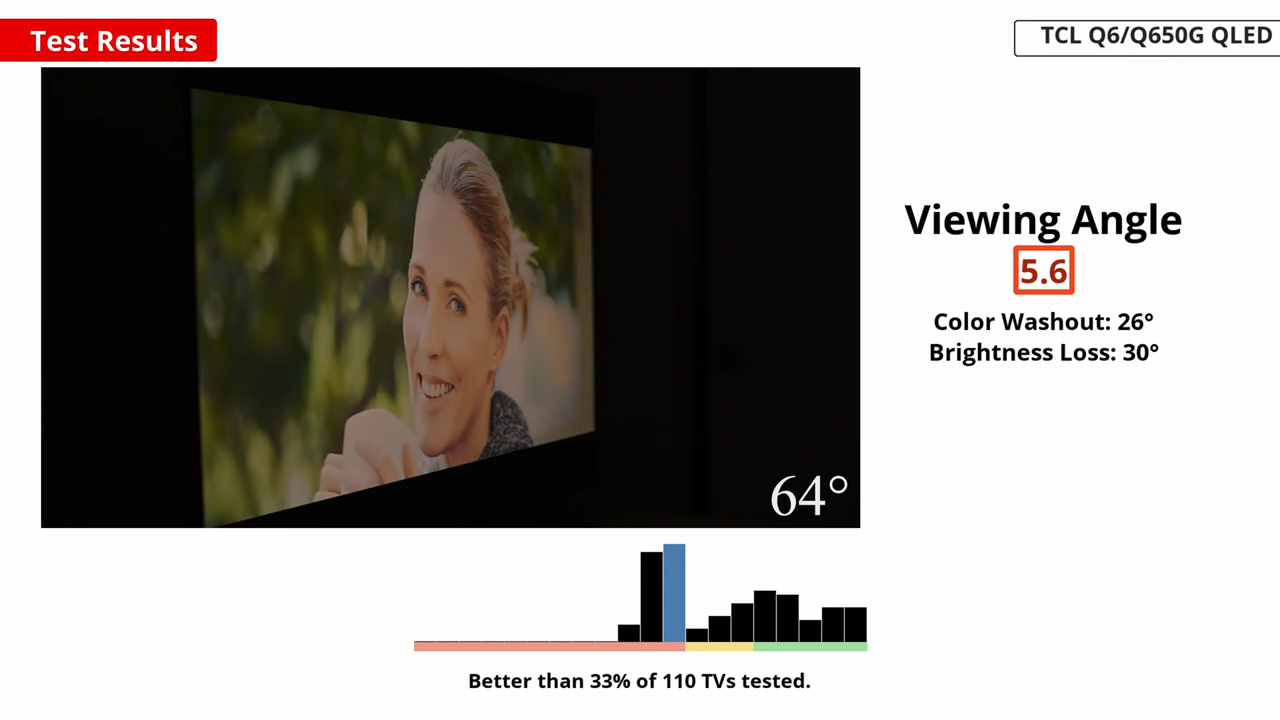 Test Results
TCL Q6/Q650G QLED
Viewing Angle
5.6
Color Washout: 26°
Brightness Loss: 30°
64°
Better than 33% of 110 TVs tested.